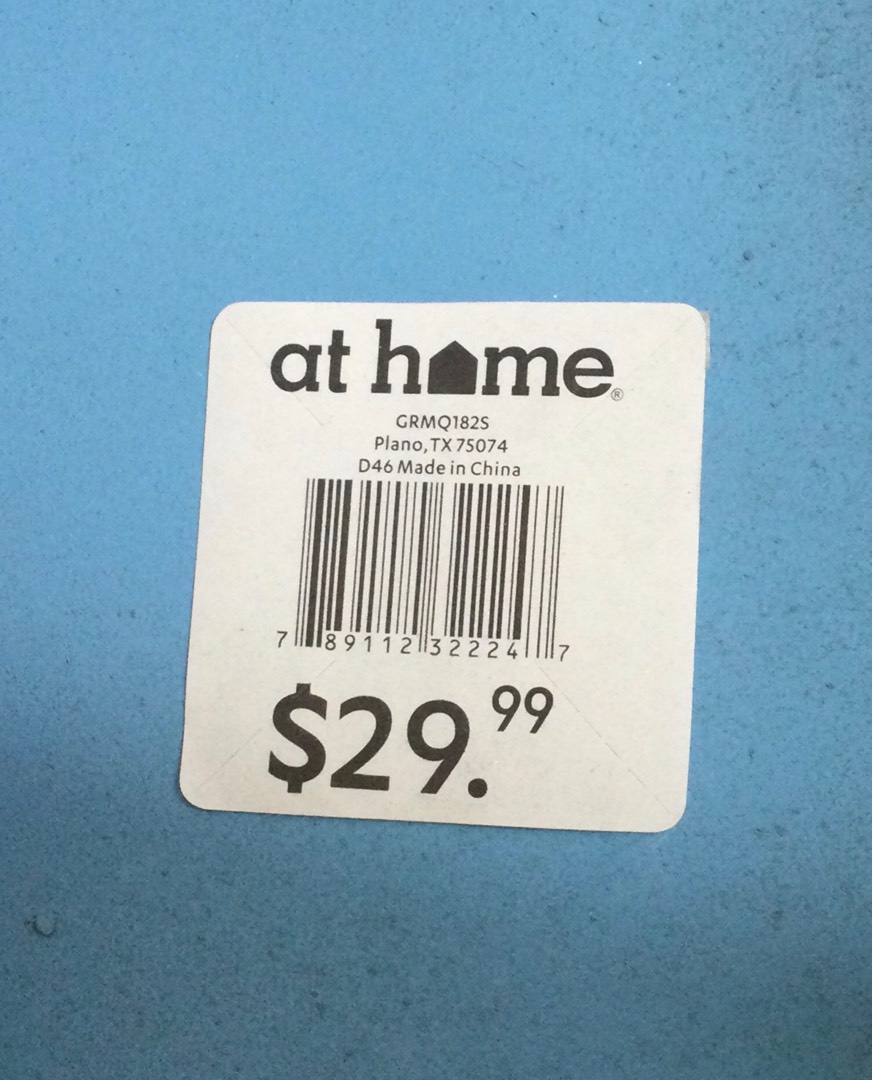 at home®
GRMQ182S
Plano, TX 75074
D46 Made in China
7 89112 32224 7
$29.99